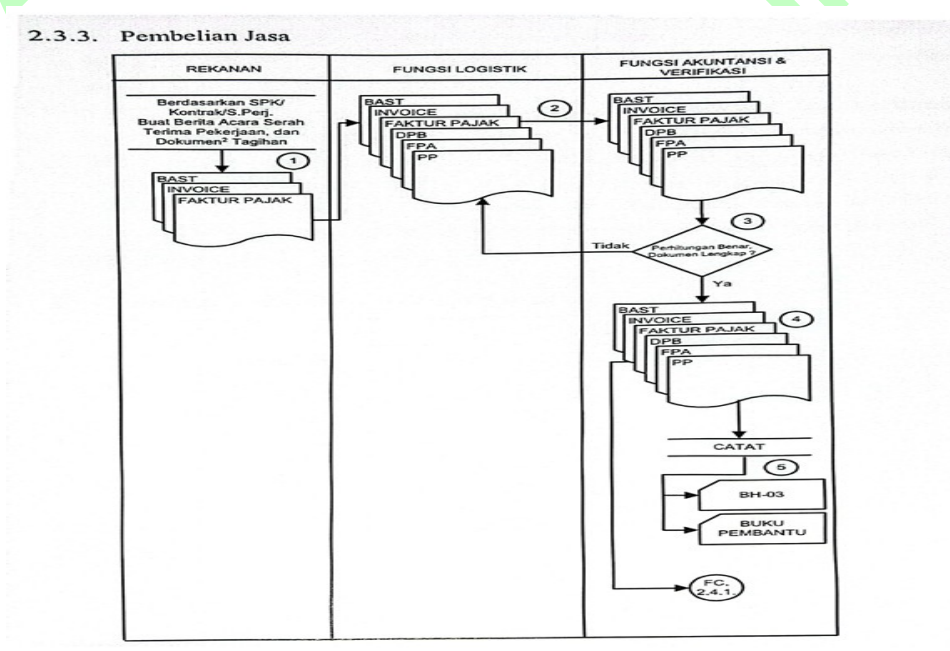 2.3.3. Pembelian Jasa
REKANAN
FUNGSI LOGISTIK
FUNGSI AKUNTANSI &
VERIFIKASI
Berdasarkan SPK/
Kontrak/S.Perj.
Buat Berita Acara Serah
Terima Pekerjaan, dan
Dokumen² Tagihan
1
BAST
INVOICE
FAKTUR PAJAK
BAST
INVOICE
FAKTUR PAJAK
DPB
FPA
PP
2
BAST
INVOICE
FAKTUR PAJAK
DPB
FPA
PP
3
Tidak
Perhitungan Benar,
Dokumen Lengkap ?
Ya
BAST
INVOICE
FAKTUR PAJAK
DPB
FPA
PP
4
CATAT
5
BH-03
BUKU
PEMBANTU
FC.
2.4.1.